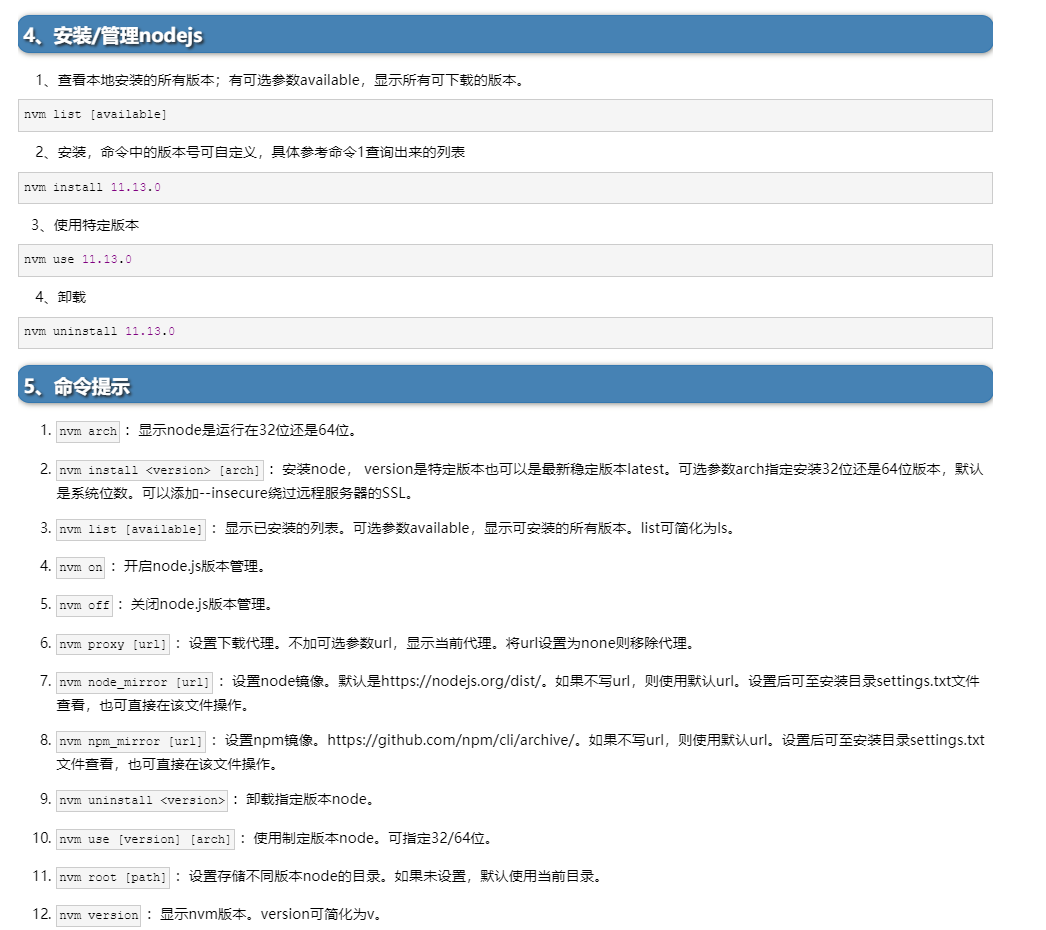 4、安装/管理nodejs
1、查看本地安装的所有版本；有可选参数available，显示所有可下载的版本。
nvm list [available]
2、安装，命令中的版本号可自定义，具体参考命令1查询出来的列表
nvm install 11.13.0
3、使用特定版本
nvm use 11.13.0
4、卸载
nvm uninstall 11.13.0
5、命令提示
1. nvm arch ：显示node是运行在32位还是64位。
2. nvm install <version> [arch] ：安装node， version是特定版本也可以是最新稳定版本latest。可选参数arch指定安装32位还是64位版本，默认
是系统位数。可以添加--insecure绕过远程服务器的SSL。
3. nvm list [available] ：显示已安装的列表。可选参数available，显示可安装的所有版本。list可简化为ls。
4. nvm on ：开启node.js版本管理。
5. nvm off ：关闭node.js版本管理。
6. nvm proxy [url] ：设置下载代理。不加可选参数url，显示当前代理。将url设置为none则移除代理。
7. nvm node_mirror [url] ：设置node镜像。默认是https://nodejs.org/dist/。如果不写url，则使用默认url。设置后可至安装目录settings.txt文件
查看，也可直接在该文件操作。
8. nvm npm_mirror [url] ：设置npm镜像。https://github.com/npm/cli/archive/。如果不写url，则使用默认url。设置后可至安装目录settings.txt
文件查看，也可直接在该文件操作。
9. nvm uninstall <version> ：卸载指定版本node。
10. nvm use [version] [arch] ：使用制定版本node。可指定32/64位。
11. nvm root [path] ：设置存储不同版本node的目录。如果未设置，默认使用当前目录。
12. nvm version ：显示nvm版本。version可简化为v。